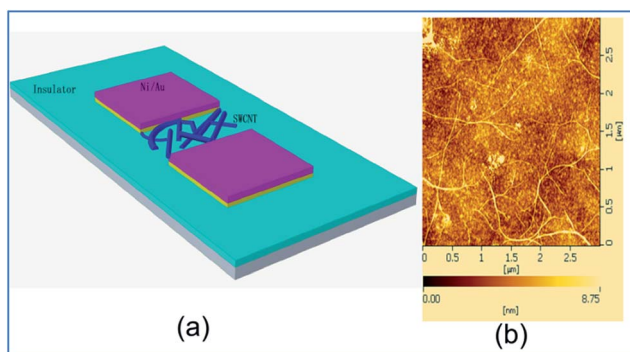 Insulator
Ni/Au
SWCNT
2.5
2
1.5
1
0.5
0
[µm]
0 0.5 1 1.5 2 2.5
[µm]
0.00 8.75
[nm]
(a)
(b)